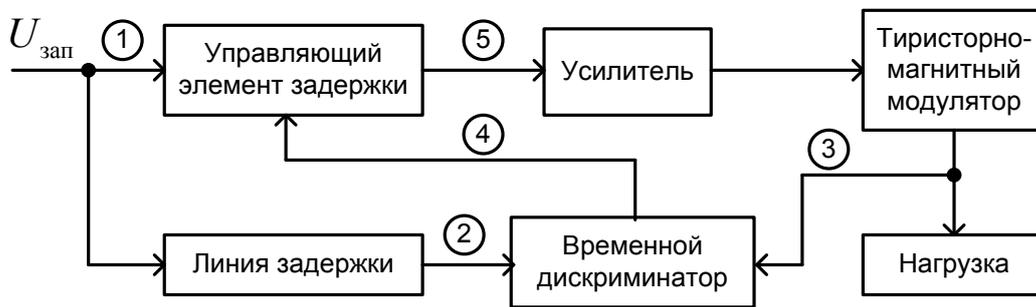 U зап
1
Управляющий
элемент задержки
5
Усилитель
Тиристорно-
магнитный
модулятор
4
3
Линия задержки
2
Временной
дискриминатор
Нагрузка